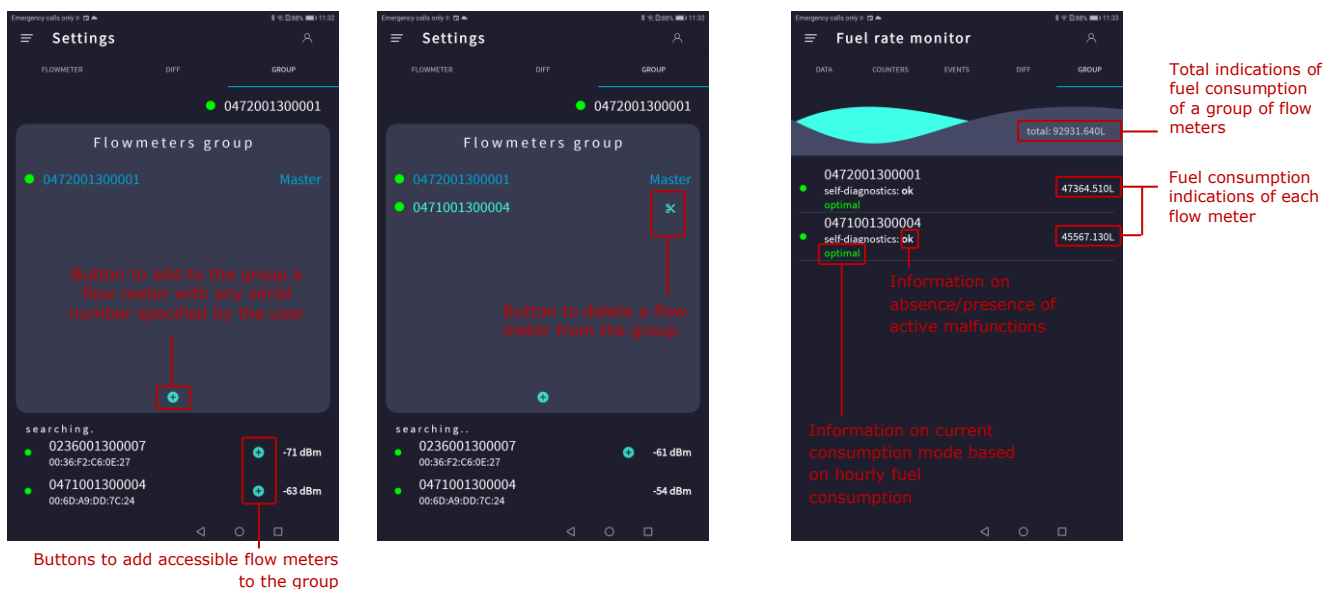 Emergency calls only
88%
11:32
Settings
FLOWMETER
DIFF
GROUP
0472001300001
Flowmeters group
0472001300001
Master
Button to add to the group a
flow meter with any serial
number specified by the user
searching.
0236001300007
00:36:F2:C6:0E:27
-71 dBm
0471001300004
00:6D:A9:DD:7C:24
-63 dBm
Buttons to add accessible flow meters
to the group
Emergency calls only
88%
11:32
Settings
FLOWMETER
DIFF
GROUP
0472001300001
Flowmeters group
0472001300001
Master
0471001300004
Button to delete a flow
meter from the group
searching..
0236001300007
00:36:F2:C6:0E:27
-61 dBm
0471001300004
00:6D:A9:DD:7C:24
-54 dBm
Emergency calls only
88%
11:33
Fuel rate monitor
DATA
COUNTERS
EVENTS
DIFF
GROUP
total: 92931.640L
Total indications of
fuel consumption
of a group of flow
meters
0472001300001
self-diagnostics: ok
optimal
47364.510L
Fuel consumption
indications of each
flow meter
0471001300004
self-diagnostics: ok
optimal
45567.130L
Information on
absence/presence of
active malfunctions
Information on current
consumption mode based
on hourly fuel
consumption